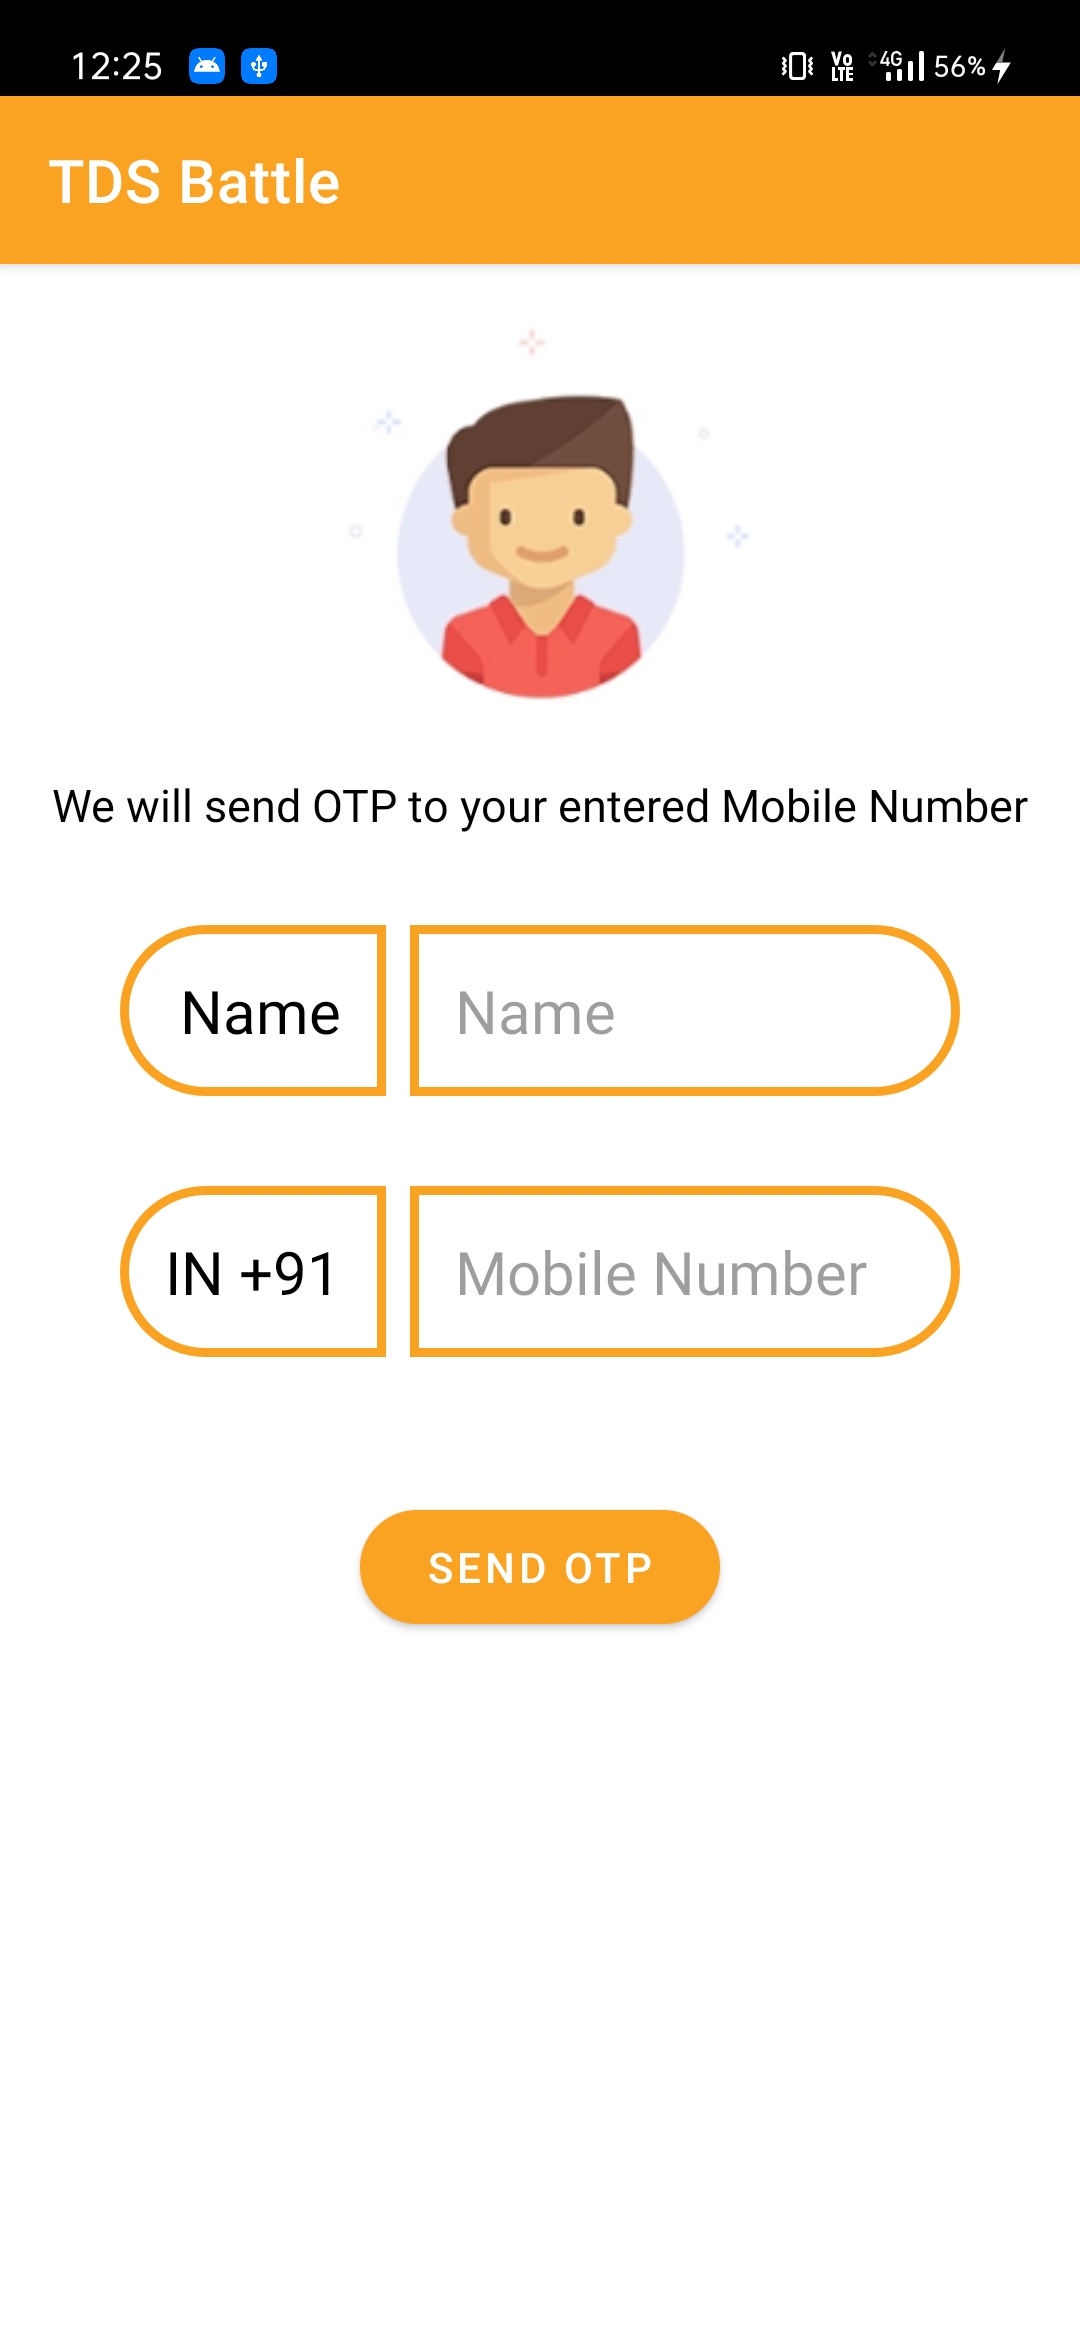 12:25 Vo LTE 4G 56%
TDS Battle
We will send OTP to your entered Mobile Number
Name Name
IN +91 Mobile Number
SEND OTP